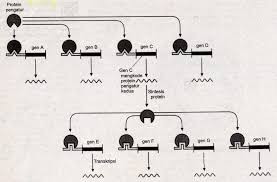 Protein
pengatur
gen A
gen B
gen C
gen D
Gen C
mengkode
protein
pengatur
kedua
Sintesis
protein
gen E
gen F
gen G
gen H
Transkripsi